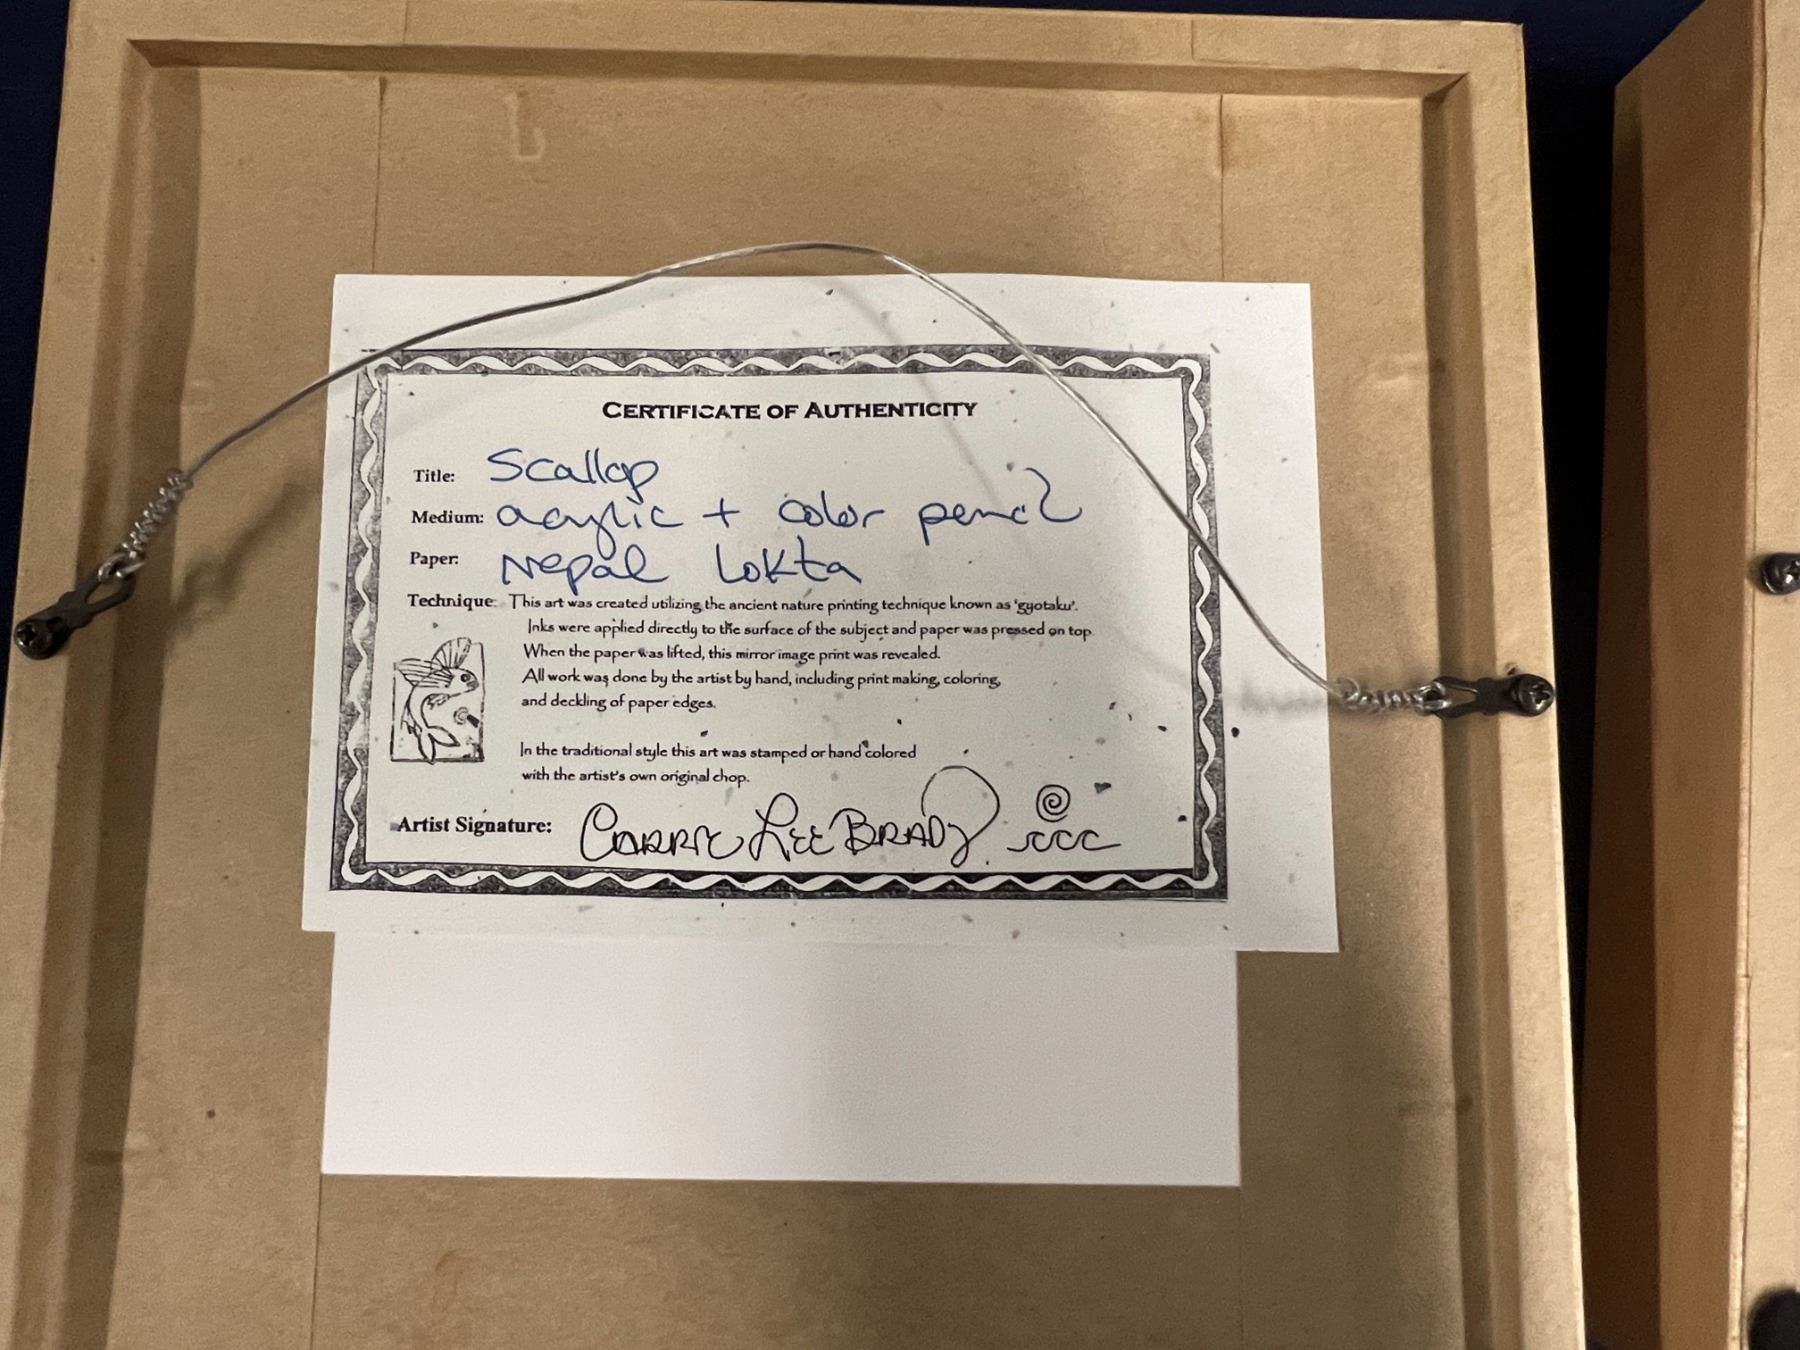 CERTIFICATE OF AUTHENTICITY
Title: Scallop
Medium: acrylic + color pencil
Paper: Nepal Lokta
Technique: This art was created utilizing the ancient nature printing technique known as 'gyotaku'.
Inks were applied directly to the surface of the subject and paper was pressed on top
When the paper was lifted, this mirror image print was revealed.
All work was done by the artist by hand, including print making, coloring,
and deckling of paper edges.
In the traditional style this art was stamped or hand colored
with the artist's own original chop.
Artist Signature: CARRIE LEE BRADY